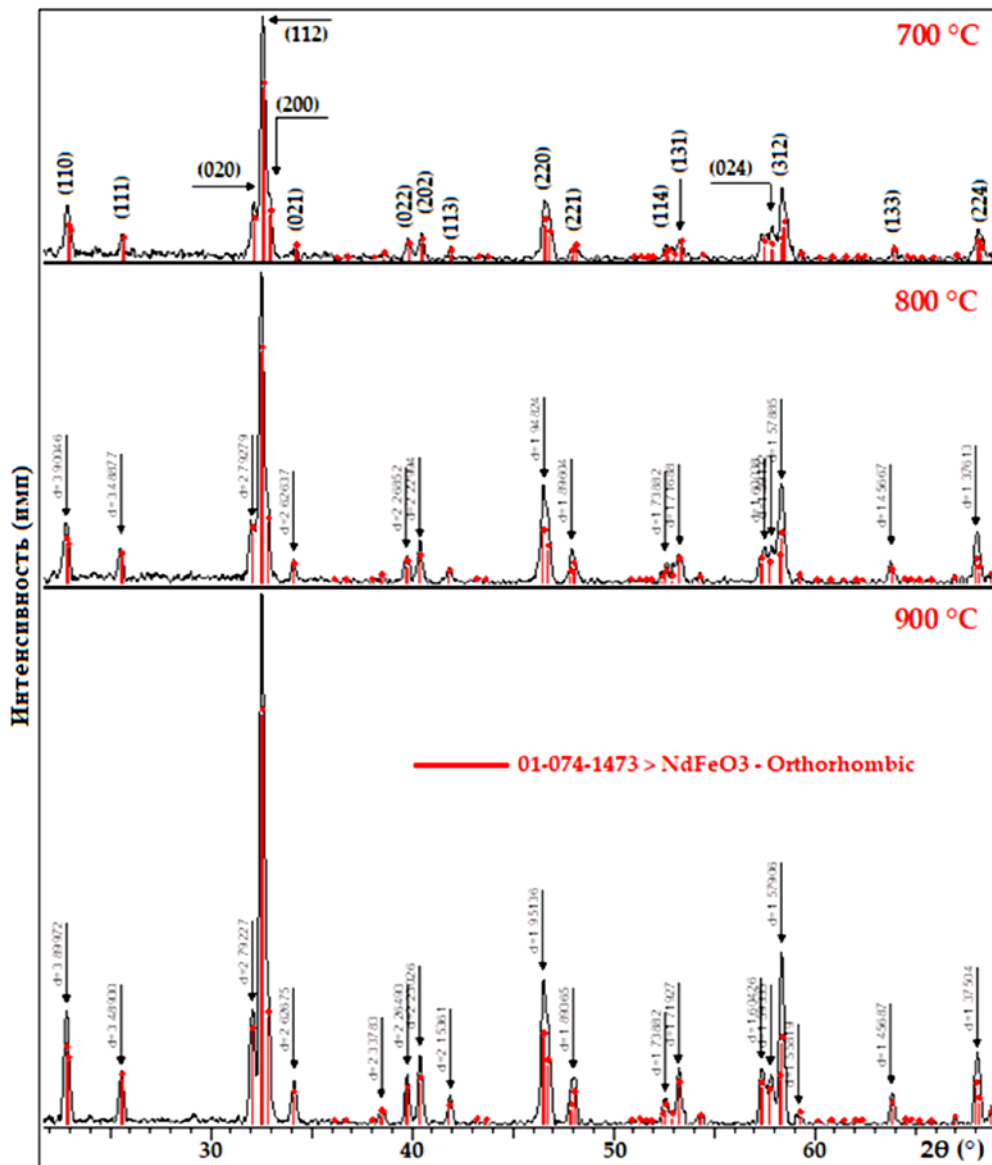 700 °C
(110)
(111)
(020)
(112)
(200)
(021)
(022)
(202)
(113)
(220)
(221)
(114)
(131)
(024)
(312)
(133)
(224)
800 °C
d=3.90046
d=3.48877
d=2.79279
d=2.62637
d=2.26852
d=1.94824
d=1.89604
d=1.73882
d=1.57885
d=1.45667
d=1.37613
900 °C
01-074-1473 > NdFeO3 - Orthorhombic
d=3.89972
d=3.48900
d=2.79227
d=2.62675
d=2.33783
d=2.26490
d=2.15361
d=1.95136
d=1.89365
d=1.73882
d=1.71927
d=1.60426
d=1.57906
d=1.55819
d=1.45687
d=1.37504
Интенсивность (имп)
30
40
50
60
2θ (°)